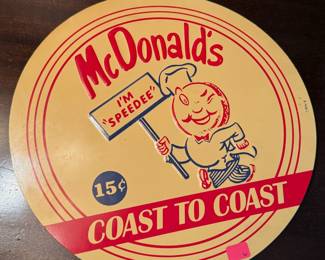 McDonald's
I'M
"SPEEDEE"
15¢
COAST TO COAST